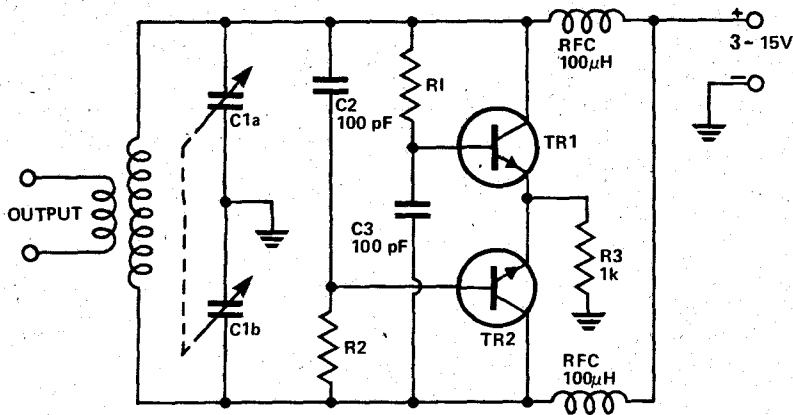 RFC
100μH
+
3-15V
−
C1a
C2
100 pF
R1
TR1
OUTPUT
C3
100 pF
R3
1k
C1b
R2
TR2
RFC
100μH